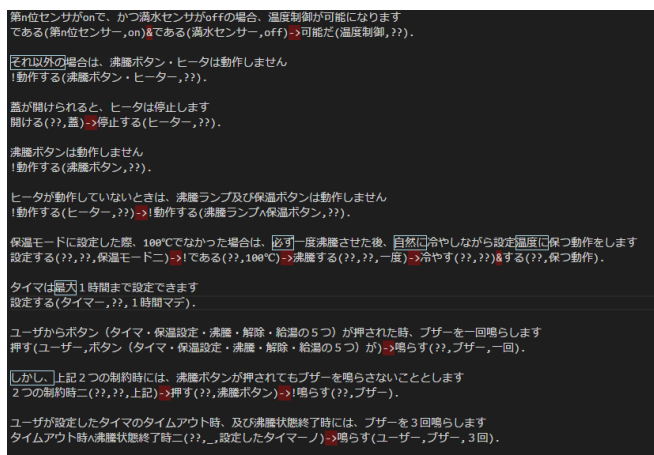 第n位センサがonで、かつ満水センサがoffの場合、温度制御が可能になります
である(第n位センサー,on)&である(満水センサー,off)->可能だ(温度制御,??).
それ以外の場合は、沸騰ボタン・ヒータは動作しません
!動作する(沸騰ボタン・ヒーター,??).
蓋が開けられると、ヒータは停止します
開ける(??,蓋)->停止する(ヒーター,??).
沸騰ボタンは動作しません
!動作する(沸騰ボタン,??).
ヒータが動作していないときは、沸騰ランプ及び保温ボタンは動作しません
!動作する(ヒーター,??)->!動作する(沸騰ランプ∧保温ボタン,??).
保温モードに設定した際、100℃でなかった場合は、必ず一度沸騰させた後、自然に冷やしながら設定温度に保つ動作をします
設定する(??,??,保温モード二)->!である(??,100℃)->沸騰する(??,??,一度)->冷やす(??,??)&する(??,保つ動作).
タイマは最大１時間まで設定できます
設定する(タイマー,??,１時間マデ).
ユーザからボタン（タイマ・保温設定・沸騰・解除・給湯の５つ）が押された時、ブザーを一回鳴らします
押す(ユーザー,ボタン（タイマ・保温設定・沸騰・解除・給湯の５つ）が)->鳴らす(??,ブザー,一回).
しかし、上記２つの制約時には、沸騰ボタンが押されてもブザーを鳴らさないこととします
２つの制約時二(??,??,上記)->押す(??,沸騰ボタン)->!鳴らす(??,ブザー).
ユーザが設定したタイマのタイムアウト時、及び沸騰状態終了時には、ブザーを３回鳴らします
タイムアウト時∧沸騰状態終了時二(??,_,設定したタイマーノ)->鳴らす(ユーザー,ブザー,３回).